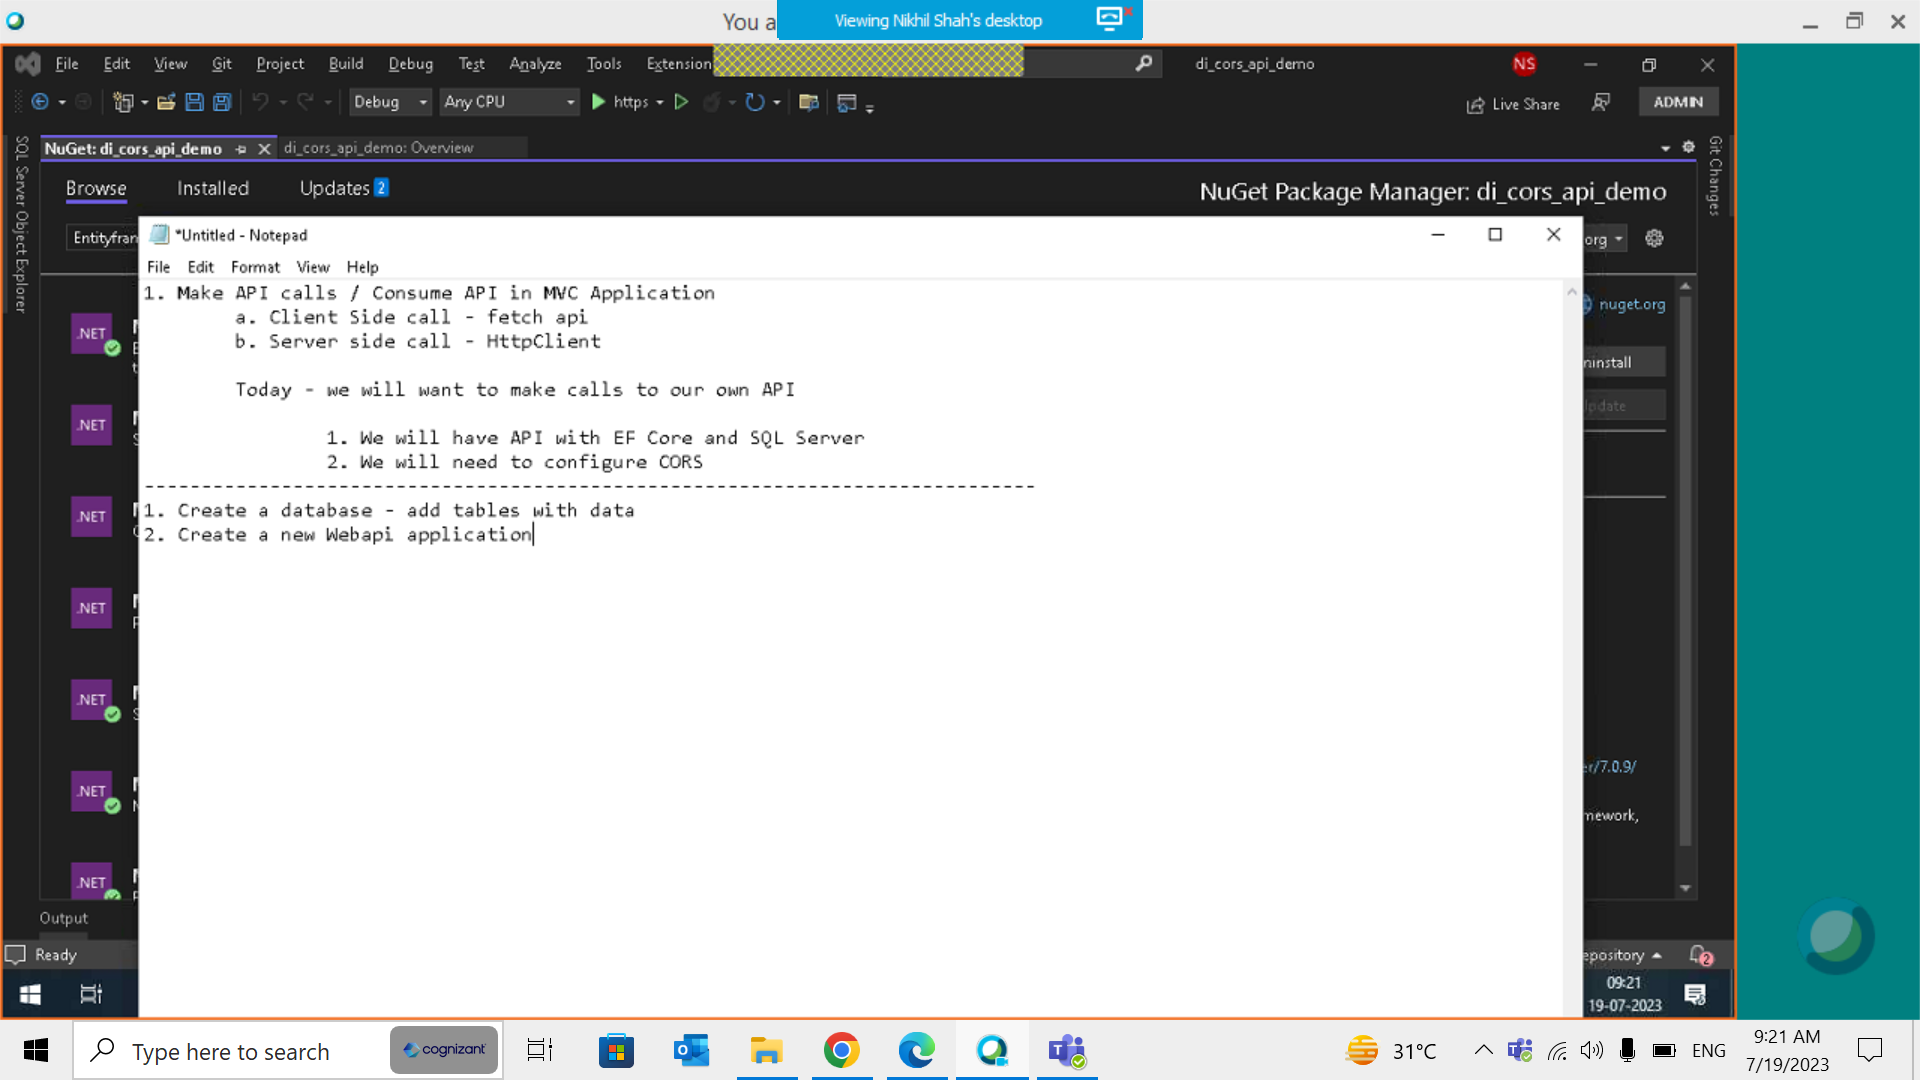 You a
Viewing Nikhil Shah's desktop
File Edit View Git Project Build Debug Test Analyze Tools Extension
di_cors_api_demo
NS
Debug Any CPU https
Live Share
ADMIN
SQL Server Object Explorer
NuGet: di_cors_api_demo
di_cors_api_demo: Overview
Git Changes
Browse Installed Updates 2
NuGet Package Manager: di_cors_api_demo
Entityfran
org
*Untitled - Notepad
File Edit Format View Help
1. Make API calls / Consume API in MVC Application
a. Client Side call - fetch api
b. Server side call - HttpClient
Today - we will want to make calls to our own API
1. We will have API with EF Core and SQL Server
2. We will need to configure CORS
------------------------------------------------------------------------------
1. Create a database - add tables with data
2. Create a new Webapi application
.NET
.NET
.NET
.NET
.NET
.NET
.NET
nuget.org
ninstall
pdate
er/7.0.9/
nework,
Output
Ready
epository
2
09:21
19-07-2023
Type here to search
cognizant
31°C
ENG
9:21 AM
7/19/2023